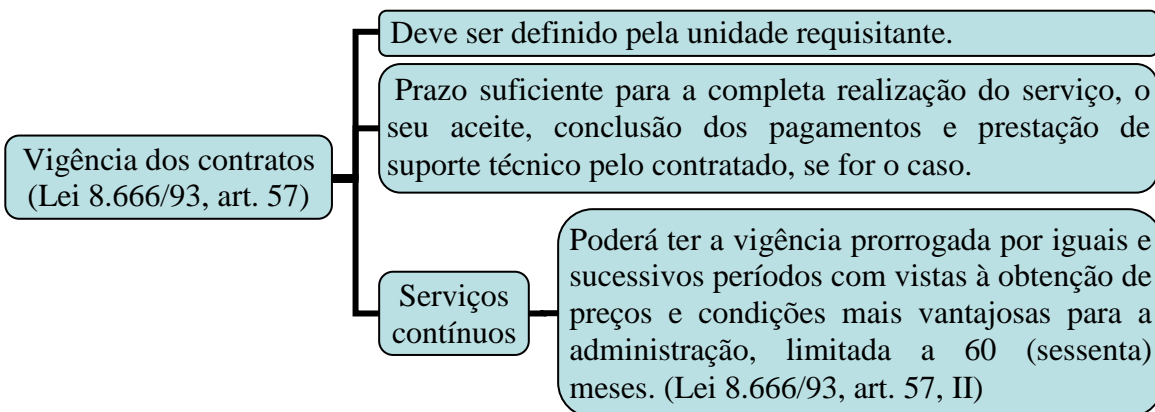 Deve ser definido pela unidade requisitante.
Prazo suficiente para a completa realização do serviço, o
seu aceite, conclusão dos pagamentos e prestação de
suporte técnico pelo contratado, se for o caso.
Vigência dos contratos
(Lei 8.666/93, art. 57)
Serviços
contínuos
Poderá ter a vigência prorrogada por iguais e
sucessivos períodos com vistas à obtenção de
preços e condições mais vantajosas para a
administração, limitada a 60 (sessenta)
meses. (Lei 8.666/93, art. 57, II)